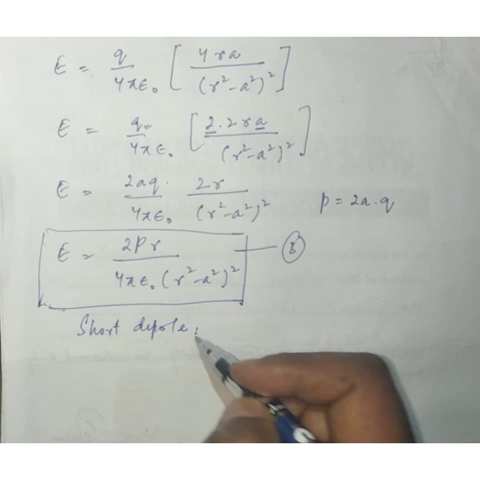 E = q/4πε₀ [4ra/(r²-a²)²]
E = q/4πε₀ [2.2ra/(r²-a²)²]
E = 2aq/4πε₀ 2r/(r²-a²)² p = 2a.q
E = 2Pr/4πε₀(r²-a²)² — 8
Short dipole: